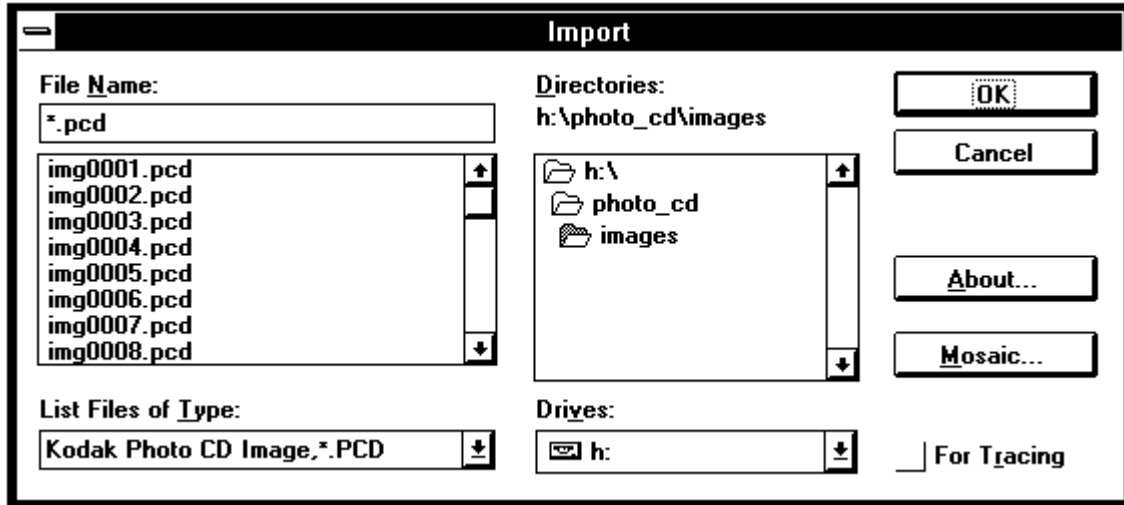 Import
File Name:
*.pcd
img0001.pcd
img0002.pcd
img0003.pcd
img0004.pcd
img0005.pcd
img0006.pcd
img0007.pcd
img0008.pcd
List Files of Type:
Kodak Photo CD Image,*.PCD
Directories:
h:\photo_cd\images
h:\
photo_cd
images
Drives:
h:
OK
Cancel
About...
Mosaic...
For Tracing